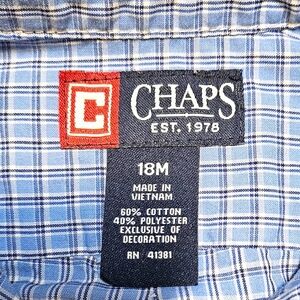 C CHAPS
EST. 1978
18M
MADE IN
VIETNAM
60% COTTON
40% POLYESTER
EXCLUSIVE OF
DECORATION
RN 41381